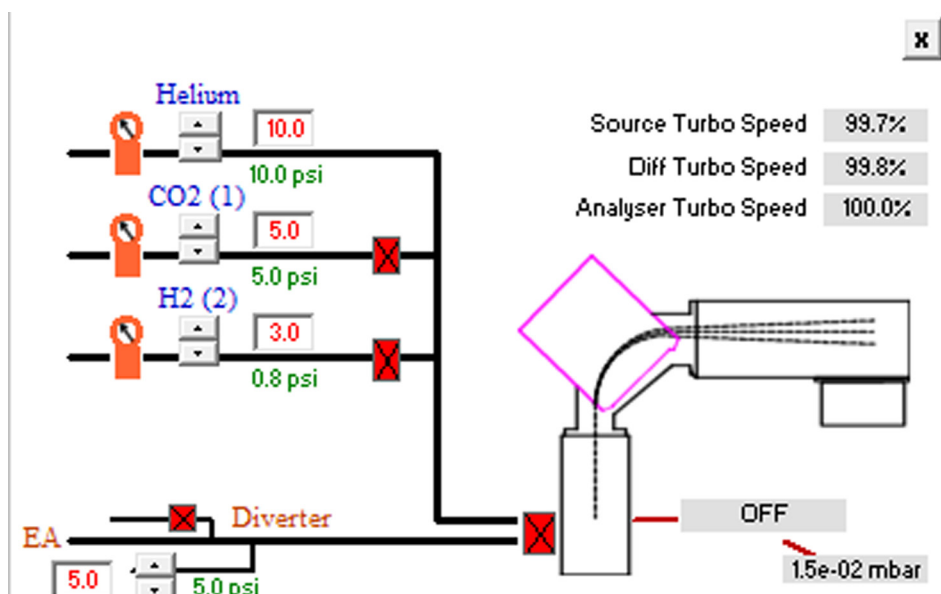 x
Helium
10.0
10.0 psi
Source Turbo Speed 99.7%
Diff Turbo Speed 99.8%
Analyser Turbo Speed 100.0%
CO2 (1)
5.0
5.0 psi
H2 (2)
3.0
0.8 psi
Diverter
EA
5.0
5.0 psi
OFF
1.5e-02 mbar